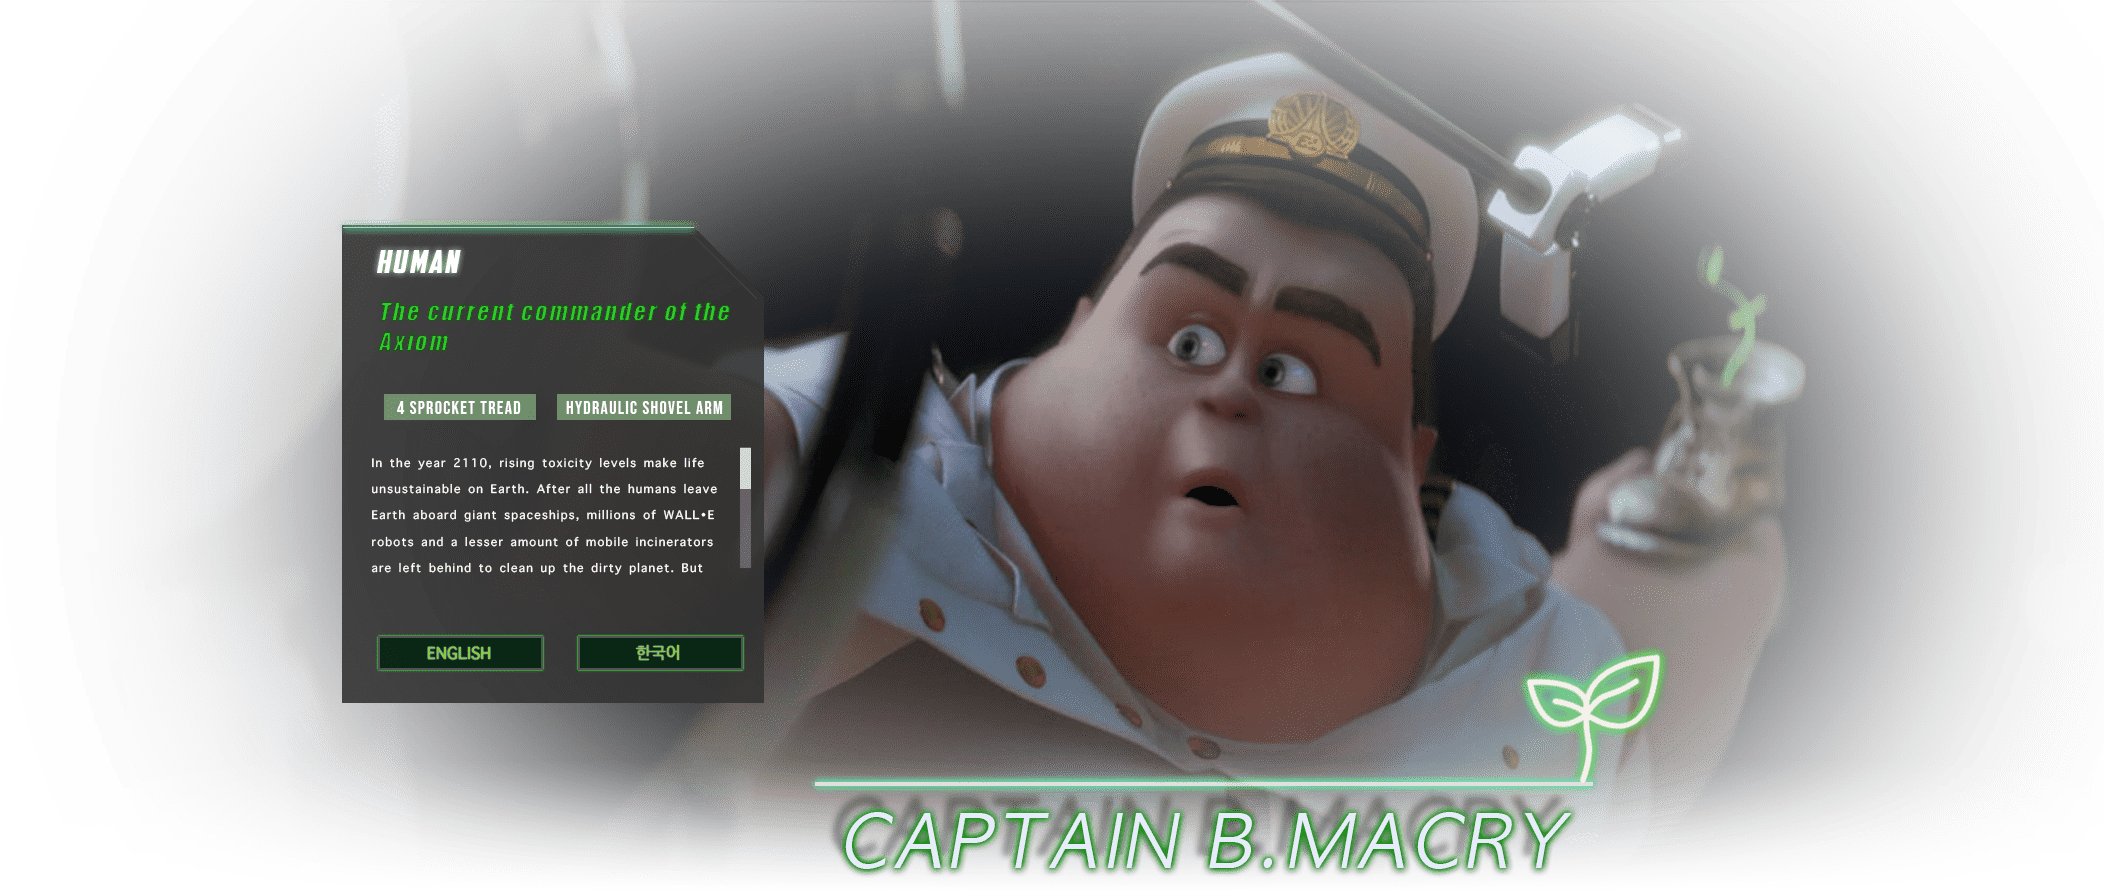 HUMAN
The current commander of the
Axiom
4 SPROCKET TREAD
HYDRAULIC SHOVEL ARM
In the year 2110, rising toxicity levels make life
unsustainable on Earth. After all the humans leave
Earth aboard giant spaceships, millions of WALL•E
robots and a lesser amount of mobile incinerators
are left behind to clean up the dirty planet. But
ENGLISH
한국어
CAPTAIN B.MACRY